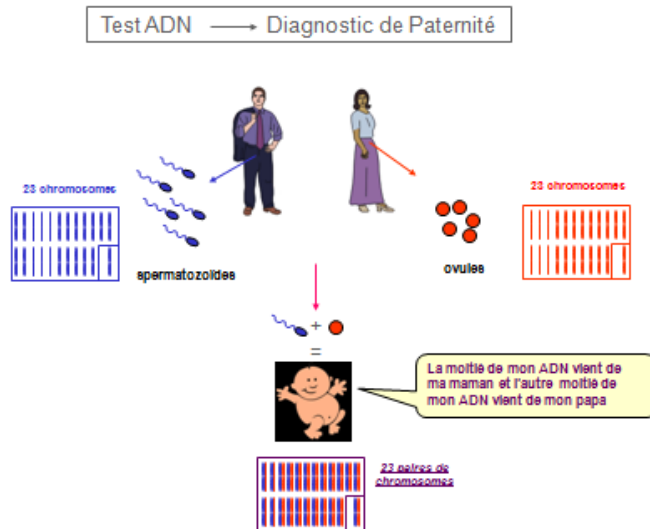 Test ADN → Diagnostic de Paternité
23 chromosomes
23 chromosomes
spermatozoïdes
ovules
+
=
La moitié de mon ADN vient de
ma maman et l'autre moitié de
mon ADN vient de mon papa
23 paires de
chromosomes